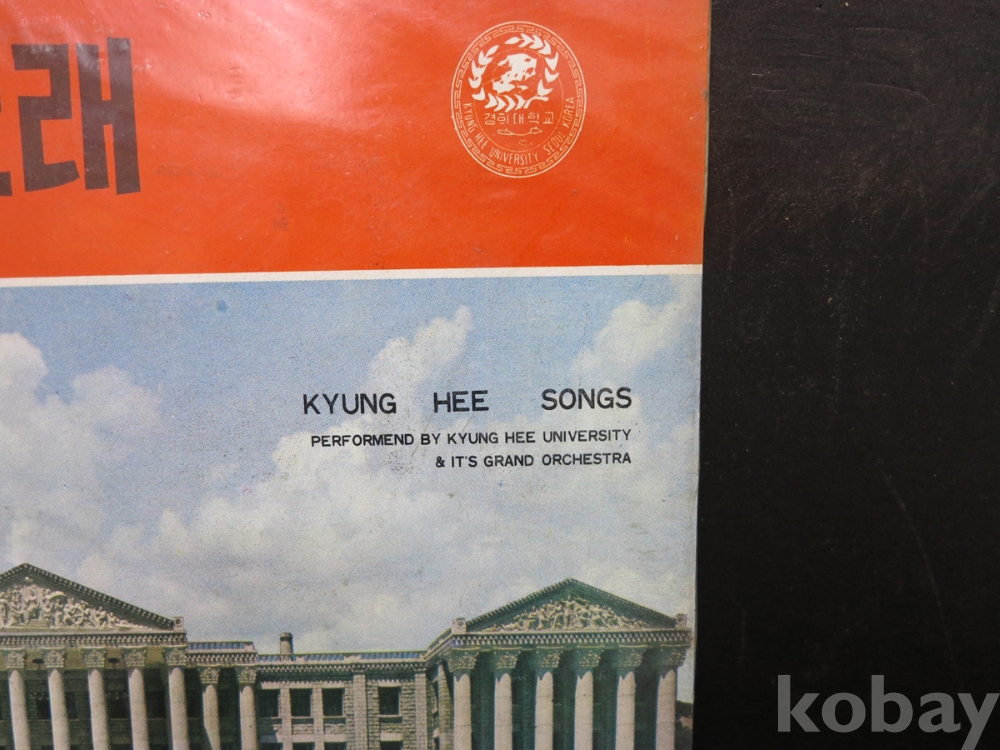 래
경희대학교
KYUNG HEE UNIVERSITY SEOUL KOREA
KYUNG HEE SONGS
PERFORMEND BY KYUNG HEE UNIVERSITY
& IT'S GRAND ORCHESTRA
kobay